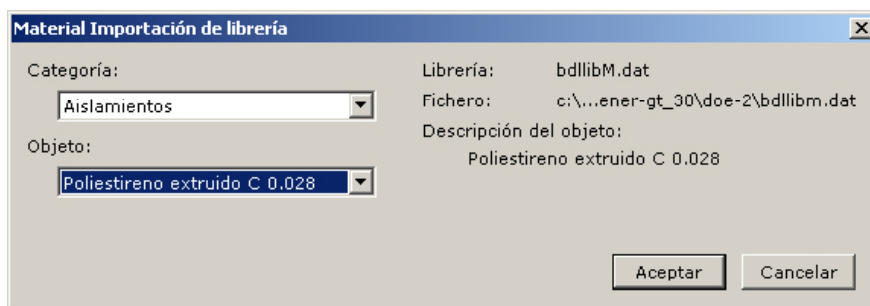 Material Importación de librería
Categoría:
Aislamientos
Objeto:
Poliestireno extruido C 0.028
Librería: bdllibM.dat
Fichero: c:\...ener-gt_30\doe-2\bdllibm.dat
Descripción del objeto:
Poliestireno extruido C 0.028
Aceptar Cancelar